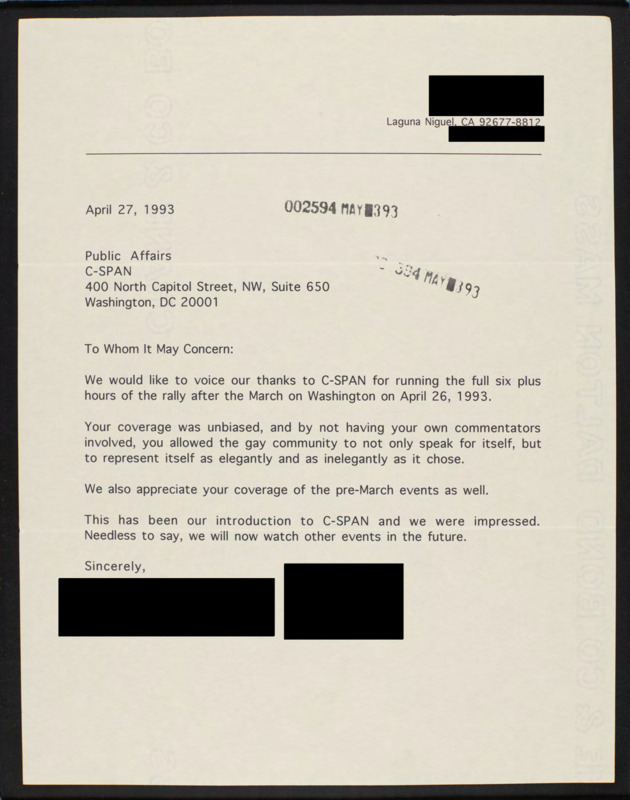 Laguna Niguel, CA 92677-8812
April 27, 1993
002594 MAY 393
594 MAY 393
Public Affairs
C-SPAN
400 North Capitol Street, NW, Suite 650
Washington, DC 20001
To Whom It May Concern:
We would like to voice our thanks to C-SPAN for running the full six plus
hours of the rally after the March on Washington on April 26, 1993.
Your coverage was unbiased, and by not having your own commentators
involved, you allowed the gay community to not only speak for itself, but
to represent itself as elegantly and as inelegantly as it chose.
We also appreciate your coverage of the pre-March events as well.
This has been our introduction to C-SPAN and we were impressed.
Needless to say, we will now watch other events in the future.
Sincerely,